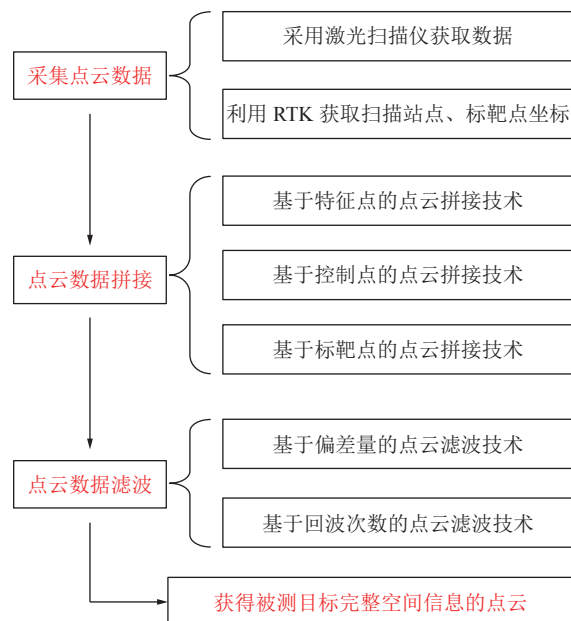 采用激光扫描仪获取数据
采集点云数据
利用 RTK 获取扫描站点、标靶点坐标
基于特征点的点云拼接技术
点云数据拼接
基于控制点的点云拼接技术
基于标靶点的点云拼接技术
基于偏差量的点云滤波技术
点云数据滤波
基于回波次数的点云滤波技术
获得被测目标完整空间信息的点云